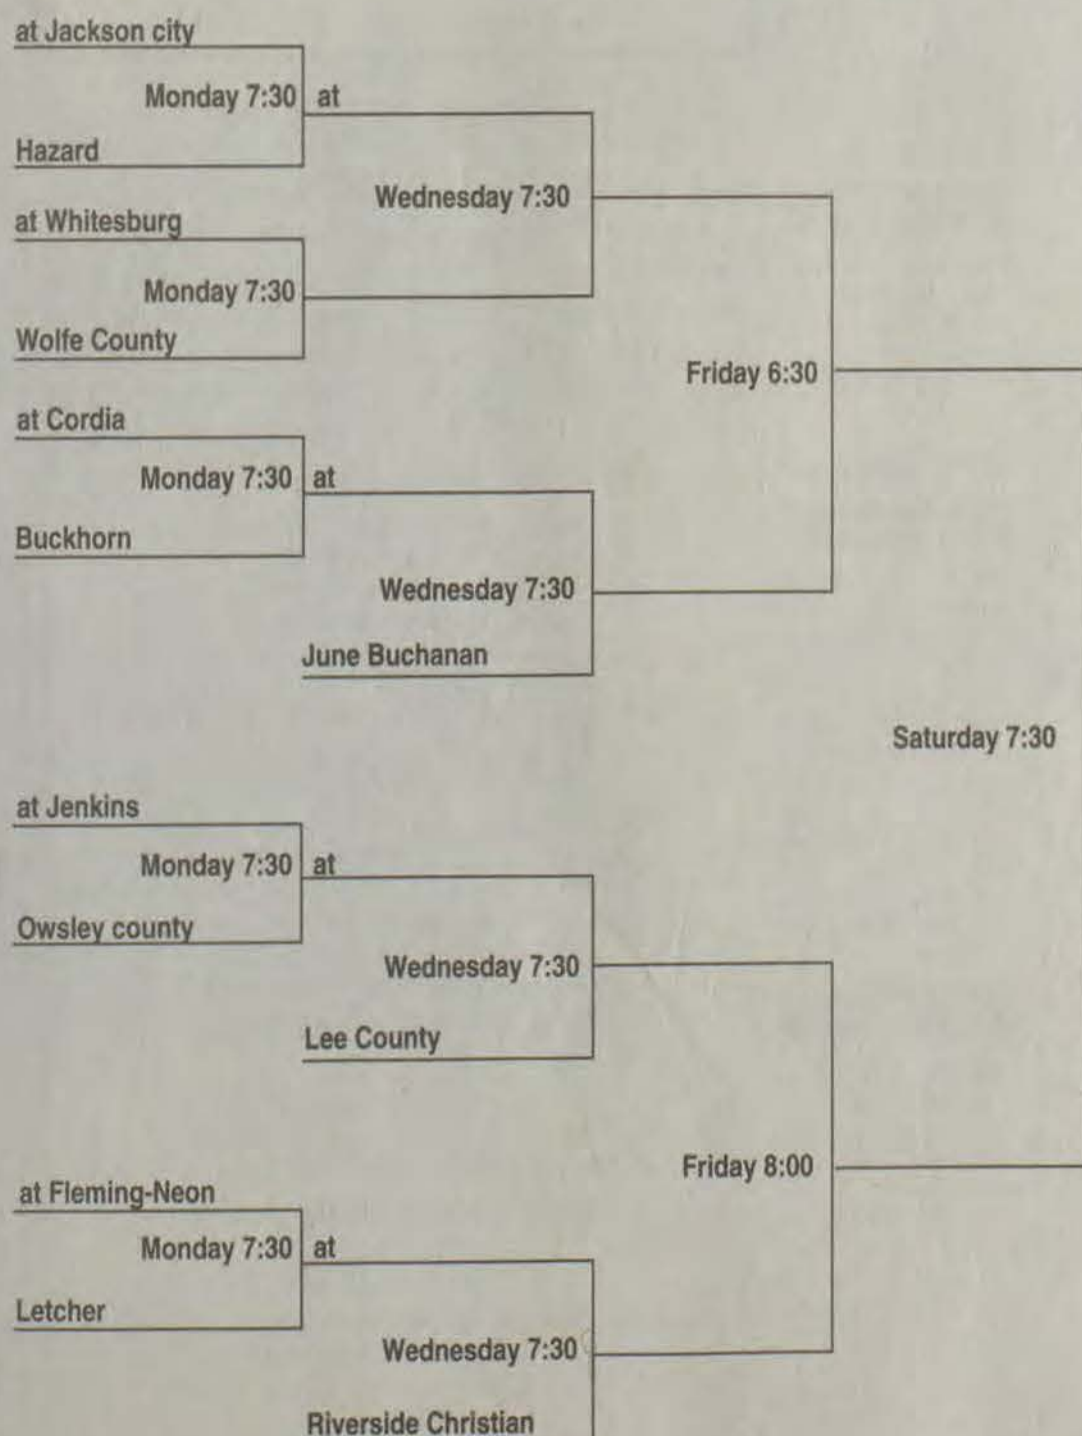 at Jackson city
Monday 7:30 at
Hazard
Wednesday 7:30
at Whitesburg
Monday 7:30
Wolfe County
Friday 6:30
at Cordia
Monday 7:30 at
Buckhorn
Wednesday 7:30
June Buchanan
Saturday 7:30
at Jenkins
Monday 7:30 at
Owsley county
Wednesday 7:30
Lee County
Friday 8:00
at Fleming-Neon
Monday 7:30 at
Letcher
Wednesday 7:30
Riverside Christian